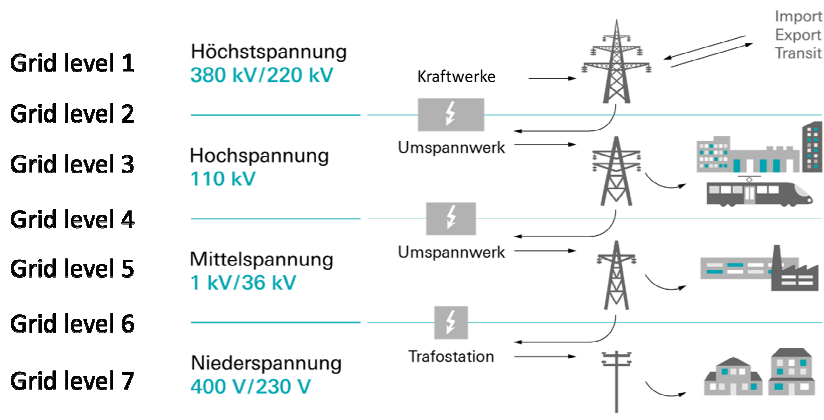 Import
Export
Transit
Grid level 1
Höchstspannung
380 kV/220 kV
Kraftwerke
Grid level 2
Umspannwerk
Grid level 3
Hochspannung
110 kV
Grid level 4
Umspannwerk
Grid level 5
Mittelspannung
1 kV/36 kV
Grid level 6
Trafostation
Grid level 7
Niederspannung
400 V/230 V